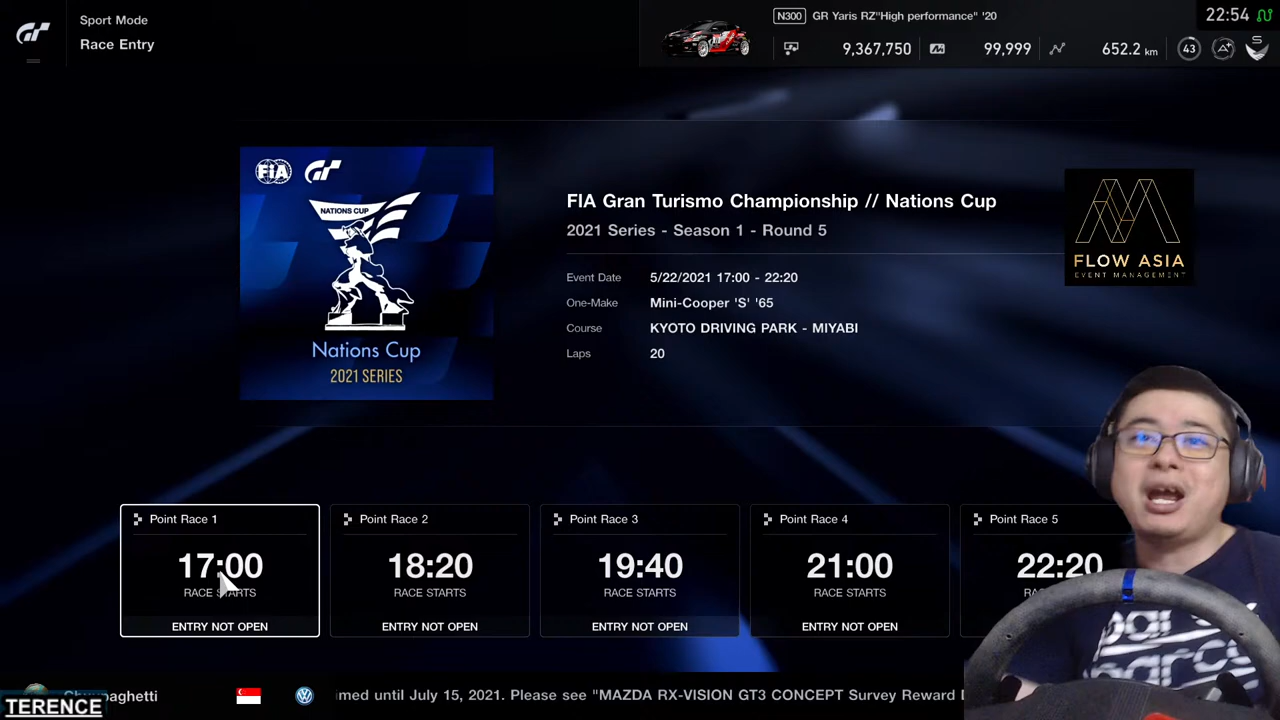 Sport Mode
Race Entry
N300 GR Yaris RZ"High performance" '20
9,367,750 99,999 652.2 km 43 A+ S
22:54
FIA GT
NATIONS CUP
Nations Cup
2021 SERIES
FIA Gran Turismo Championship // Nations Cup
2021 Series - Season 1 - Round 5
Event Date 5/22/2021 17:00 - 22:20
One-Make Mini-Cooper 'S' '65
Course KYOTO DRIVING PARK - MIYABI
Laps 20
FLOW ASIA
EVENT MANAGEMENT
Point Race 1
17:00
RACE STARTS
ENTRY NOT OPEN
Point Race 2
18:20
RACE STARTS
ENTRY NOT OPEN
Point Race 3
19:40
RACE STARTS
ENTRY NOT OPEN
Point Race 4
21:00
RACE STARTS
ENTRY NOT OPEN
Point Race 5
22:20
RACE STARTS
imed until July 15, 2021. Please see "MAZDA RX-VISION GT3 CONCEPT Survey Reward D
TERENCE